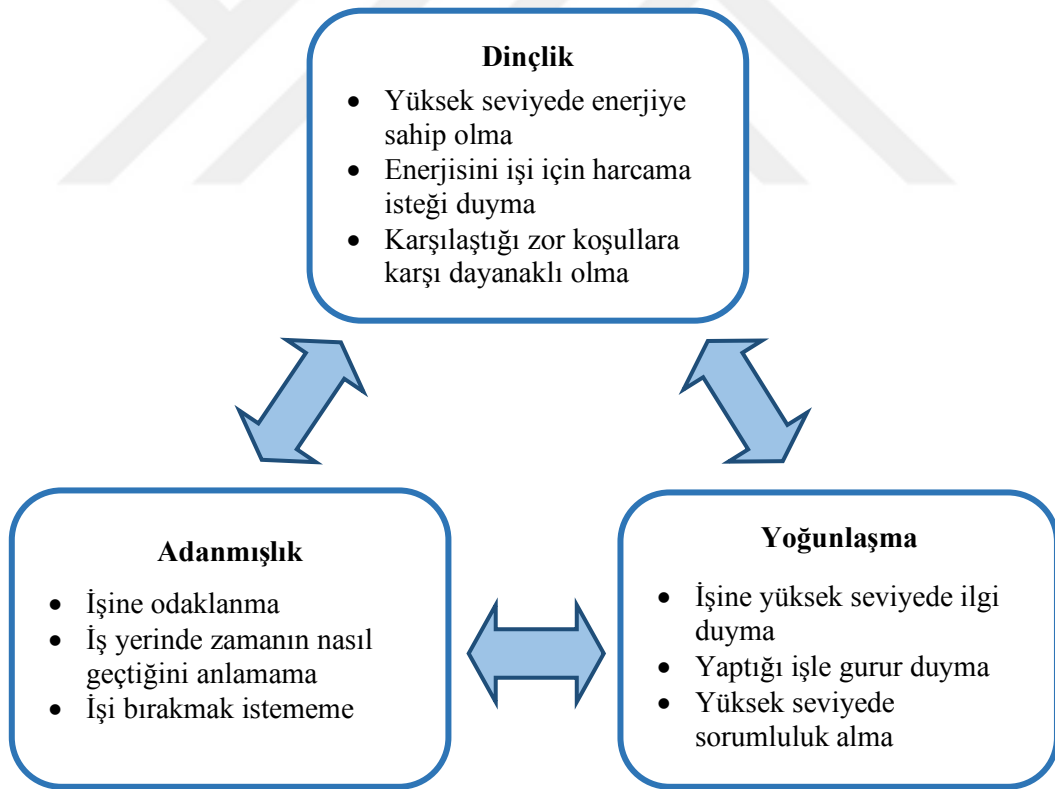 Dinçlik
• Yüksek seviyede enerjiye
sahip olma
• Enerjisini işi için harcama
isteği duyma
• Karşılaştığı zor koşullara
karşı dayanaklı olma
Adanmışlık
• İşine odaklanma
• İş yerinde zamanın nasıl
geçtiğini anlamama
• İşi bırakmak istememe
Yoğunlaşma
• İşine yüksek seviyede ilgi
duyma
• Yaptığı işle gurur duyma
• Yüksek seviyede
sorumluluk alma